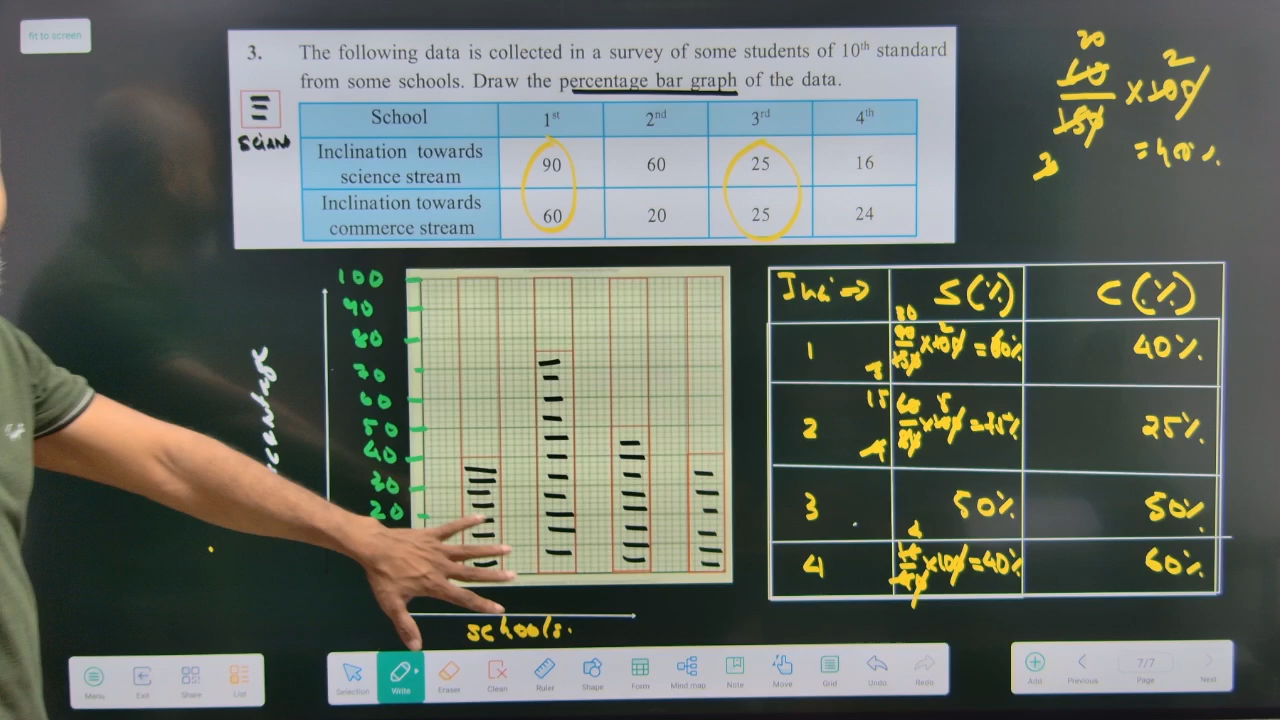 fit to screen
3. The following data is collected in a survey of some students of 10th standard
from some schools. Draw the percentage bar graph of the data.
School 1st 2nd 3rd 4th
Inclination towards
science stream 90 60 25 16
Inclination towards
commerce stream 60 20 25 24
100
90
80
70
60
50
40
30
20
schools.
S(%) C(%)
1 40%
2 25%
3 50% 50%
4 ×100=40% 60%
=40%
Menu Exit Share List
Selection Write Eraser Clean Ruler Shape Form Mind map Note Move Grid Undo Redo
Add Previous 7/7 Page Next